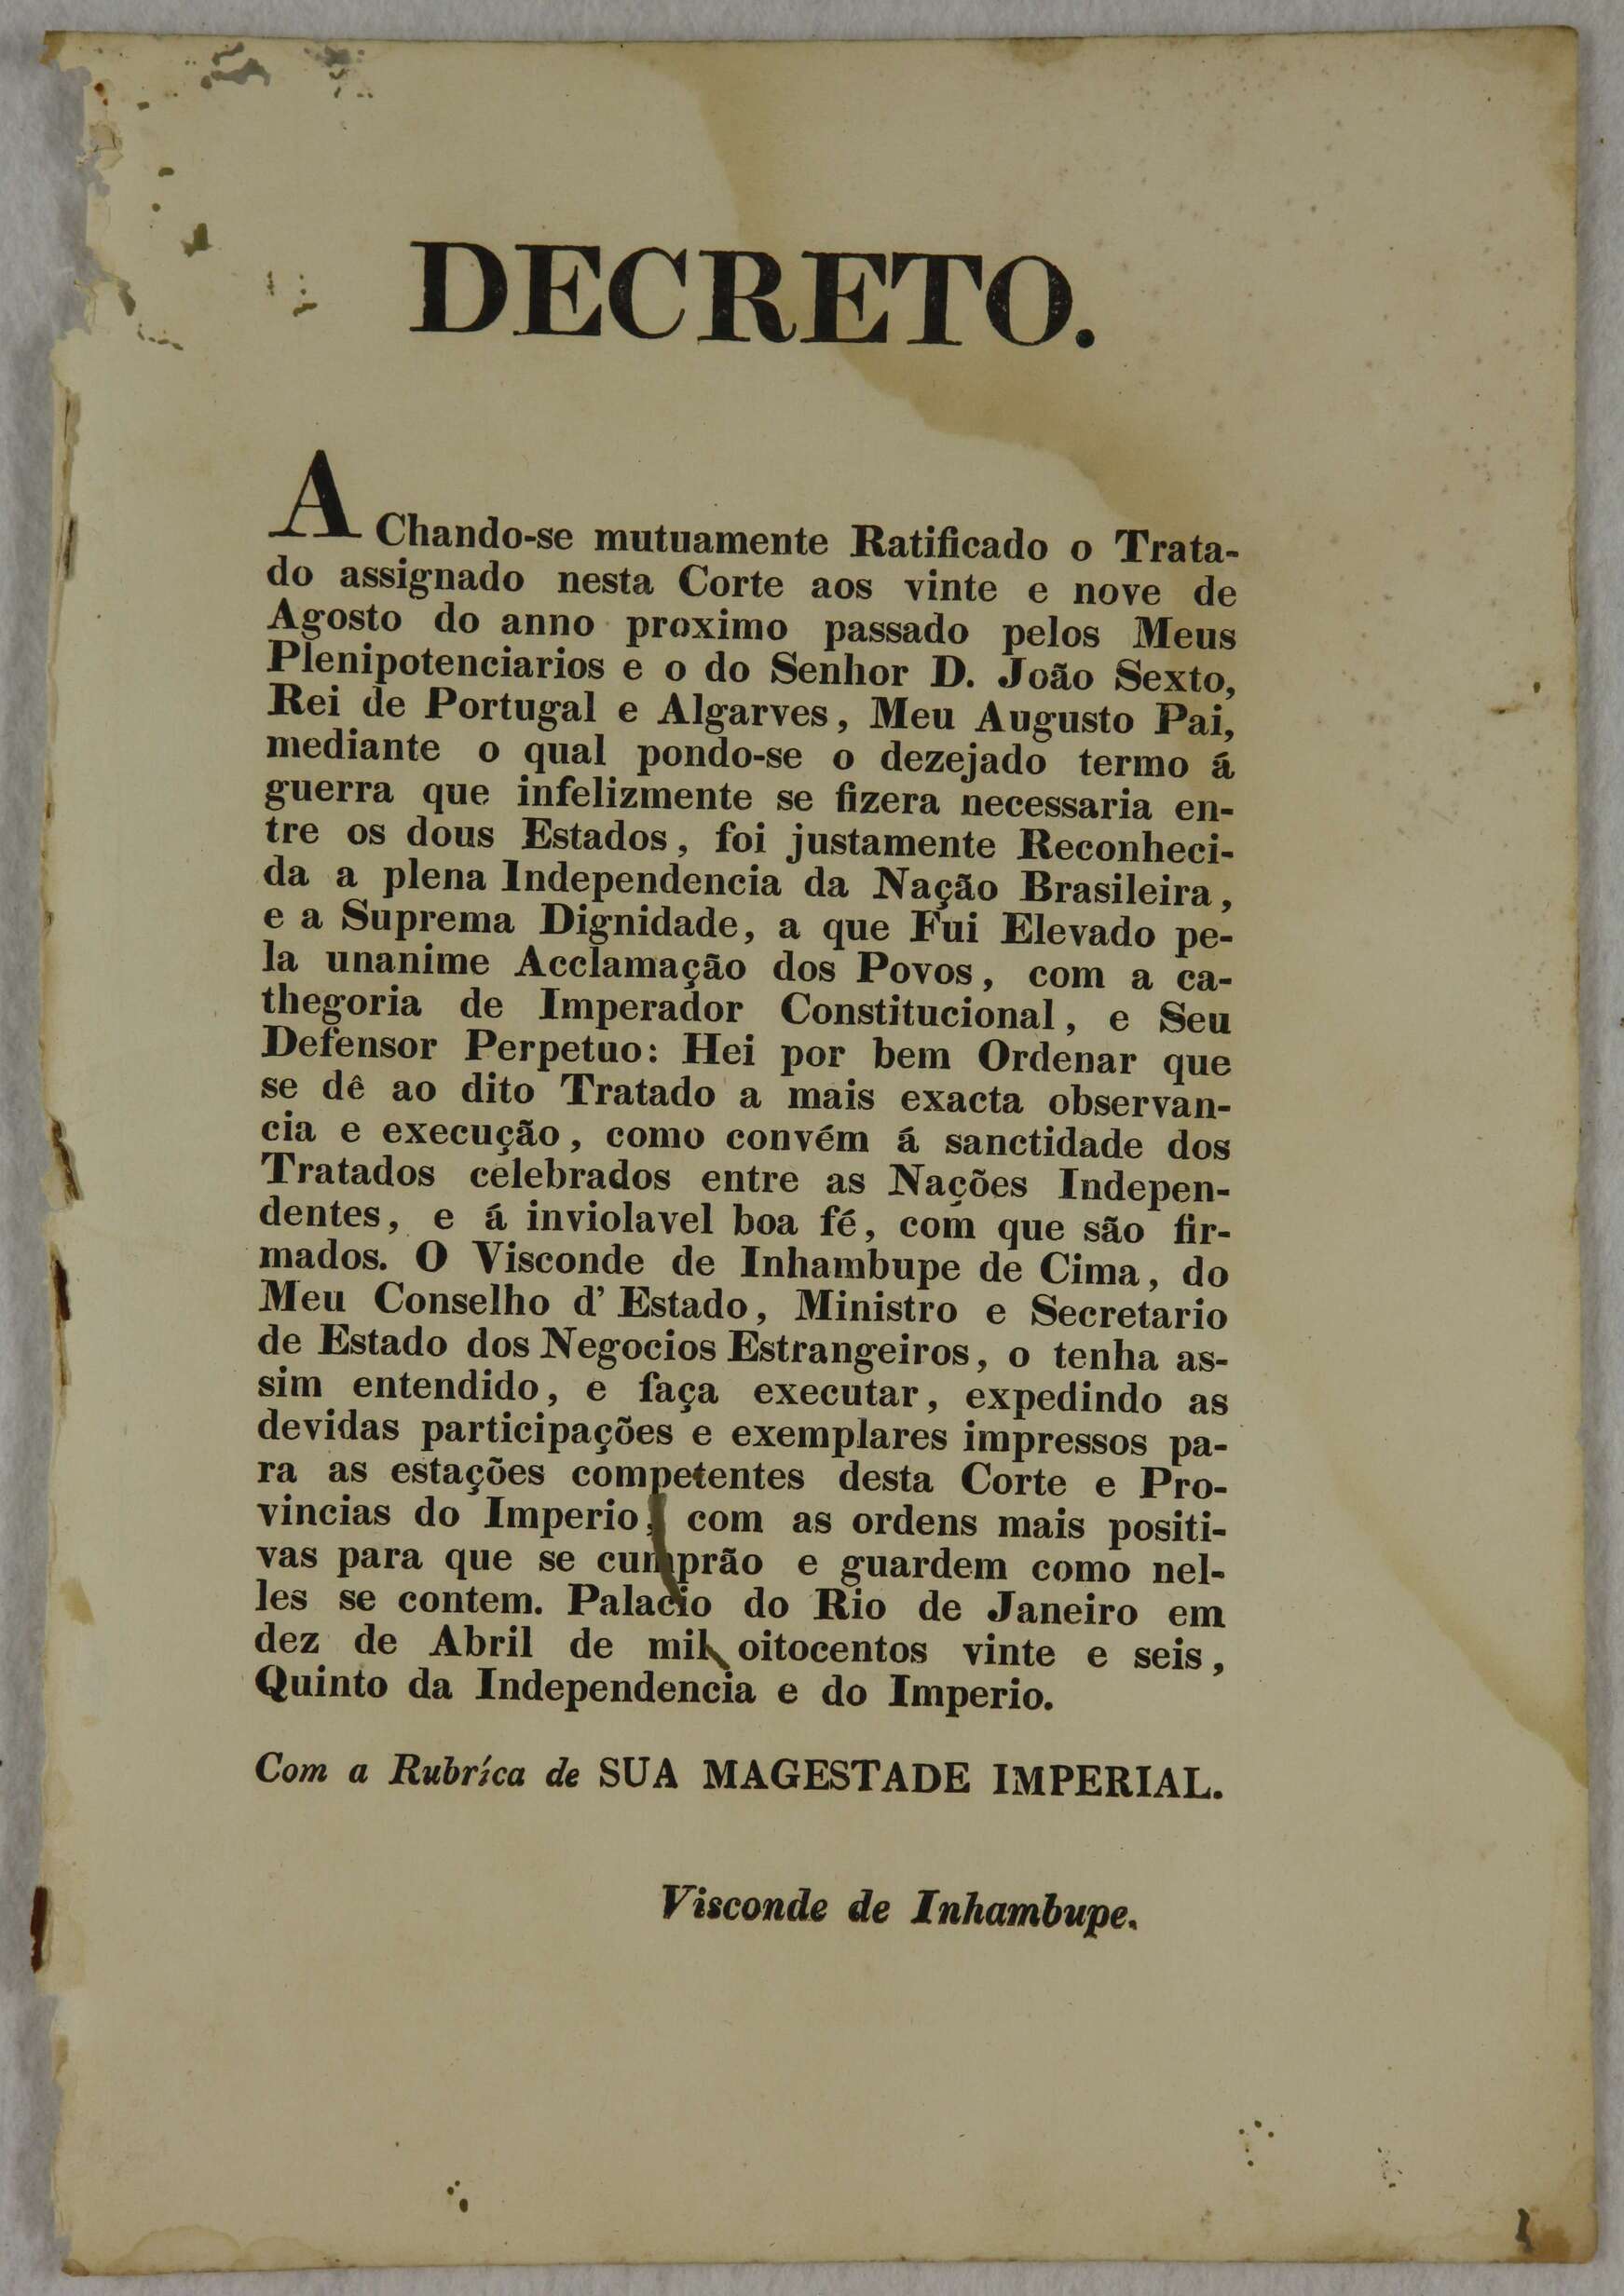 DECRETO.
AChando-se mutuamente Ratificado o Trata-
do assignado nesta Corte aos vinte e nove de
Agosto do anno proximo passado pelos Meus
Plenipotenciarios e o do Senhor D. João Sexto,
Rei de Portugal e Algarves, Meu Augusto Pai,
mediante o qual pondo-se o dezejado termo á
guerra que infelizmente se fizera necessaria en-
tre os dous Estados, foi justamente Reconheci-
da a plena Independencia da Nação Brasileira,
e a Suprema Dignidade, a que Fui Elevado pe-
la unanime Acclamação dos Povos, com a ca-
thegoria de Imperador Constitucional, e Seu
Defensor Perpetuo: Hei por bem Ordenar que
se dê ao dito Tratado a mais exacta observan-
cia e execução, como convém á sanctidade dos
Tratados celebrados entre as Nações Indepen-
dentes, e á inviolavel boa fé, com que são fir-
mados. O Visconde de Inhambupe de Cima, do
Meu Conselho d' Estado, Ministro e Secretario
de Estado dos Negocios Estrangeiros, o tenha as-
sim entendido, e faça executar, expedindo as
devidas participações e exemplares impressos pa-
ra as estações competentes desta Corte e Pro-
vincias do Imperio, com as ordens mais positi-
vas para que se cumprão e guardem como nel-
les se contem. Palacio do Rio de Janeiro em
dez de Abril de mil oitocentos vinte e seis,
Quinto da Independencia e do Imperio.
Com a Rubríca de SUA MAGESTADE IMPERIAL.
Visconde de Inhambupe.